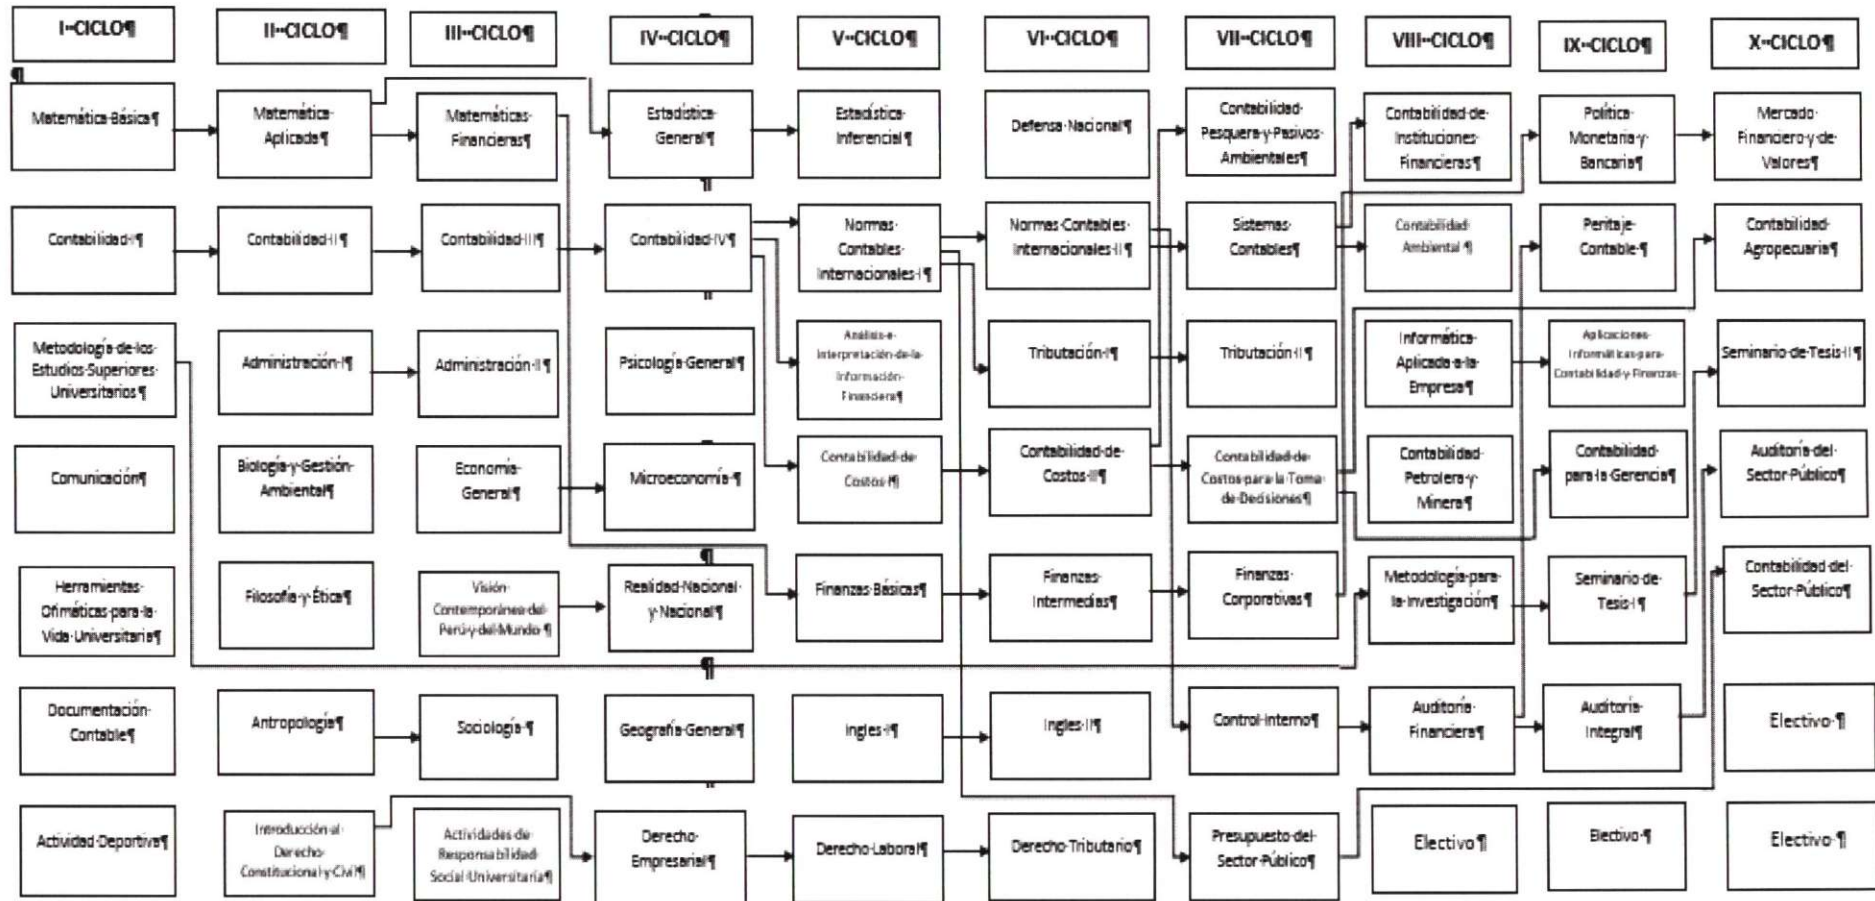 I··CICLO¶
II··CICLO¶
III··CICLO¶
IV··CICLO¶
V··CICLO¶
VI··CICLO¶
VII··CICLO¶
VIII··CICLO¶
IX··CICLO¶
X··CICLO¶
¶
Matemática·Básica¶
Matemática·
Aplicada¶
Matemáticas·
Financieras¶
Estadística·
General¶
Estadística·
Inferencial¶
Defensa·Nacional¶
Contabilidad·
Pesquera·y·Pasivos·
Ambientales¶
Contabilidad·de·
Instituciones·
Financieras¶
Política·
Monetaria·y·
Bancaria¶
Mercado·
Financiero·y·de·
Valores¶
¶
Contabilidad·I¶
Contabilidad·II¶
Contabilidad·III¶
Contabilidad·IV¶
Normas·
Contables·
Internacionales·I¶
Normas·Contables·
Internacionales·II¶
Sistemas·
Contables¶
Contabilidad·
Ambiental·¶
Peritaje·
Contable·¶
Contabilidad·
Agropecuaria¶
Metodología·de·los·
Estudios·Superiores·
Universitarios¶
Administración·I¶
Administración·II¶
Psicología·General¶
Análisis·e·
Interpretación·de·la·
Información·
Financiera¶
Tributación·I¶
Tributación·II¶
Informática·
Aplicada·a·la·
Empresa¶
Aplicaciones·
Informáticas·para·
Contabilidad·y·Finanzas·
Seminario·de·Tesis·II¶
Comunicación¶
Biología·y·Gestión·
Ambiental¶
Economía·
General¶
Microeconomía·¶
Contabilidad·de·
Costos·I¶
Contabilidad·de·
Costos·II¶
Contabilidad·de·
Costos·para·la·Toma·
de·Decisiones¶
Contabilidad·
Petrolera·y·
Minera¶
Contabilidad·
para·la·Gerencia¶
Auditoría·del·
Sector·Público¶
¶
Herramientas·
Ofimáticas·para·la·
Vida·Universitaria¶
Filosofía·y·Ética¶
Visión·
Contemporánea·del·
Perú·y·del·Mundo·¶
Realidad·Nacional·
y·Nacional¶
Finanzas·Básicas¶
Finanzas·
Intermedias¶
Finanzas·
Corporativas¶
Metodología·para·
la·Investigación¶
Seminario·de·
Tesis·I¶
Contabilidad·del·
Sector·Público¶
¶
Documentación·
Contable¶
Antropología¶
Sociología·¶
Geografía·General¶
Ingles·I¶
Ingles·II¶
Control·Interno¶
Auditoría·
Financiera¶
Auditoría·
Integral¶
Electivo·¶
Actividad·Deportiva¶
Introducción·al·
Derecho·
Constitucional·y·Civil¶
Actividades·de·
Responsabilidad·
Social·Universitaria¶
Derecho·
Empresarial¶
Derecho·Laboral¶
Derecho·Tributario¶
Presupuesto·del·
Sector·Público¶
Electivo·¶
Electivo·¶
Electivo·¶